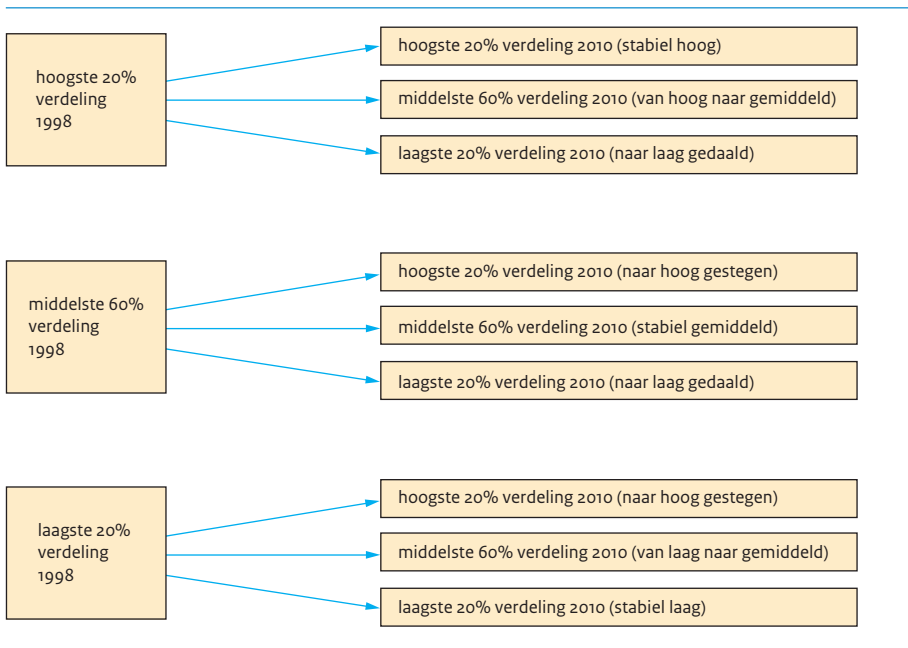 hoogste 20%
verdeling
1998
hoogste 20% verdeling 2010 (stabiel hoog)
middelste 60% verdeling 2010 (van hoog naar gemiddeld)
laagste 20% verdeling 2010 (naar laag gedaald)
middelste 60%
verdeling
1998
hoogste 20% verdeling 2010 (naar hoog gestegen)
middelste 60% verdeling 2010 (stabiel gemiddeld)
laagste 20% verdeling 2010 (naar laag gedaald)
laagste 20%
verdeling
1998
hoogste 20% verdeling 2010 (naar hoog gestegen)
middelste 60% verdeling 2010 (van laag naar gemiddeld)
laagste 20% verdeling 2010 (stabiel laag)